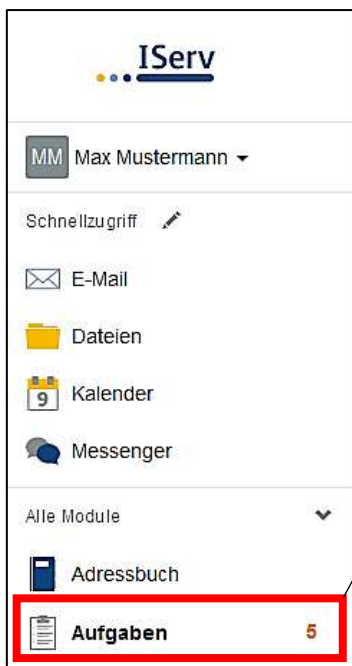 IServ
MM Max Mustermann
Schnellzugriff
E-Mail
Dateien
9 Kalender
Messenger
Alle Module
Adressbuch
Aufgaben 5